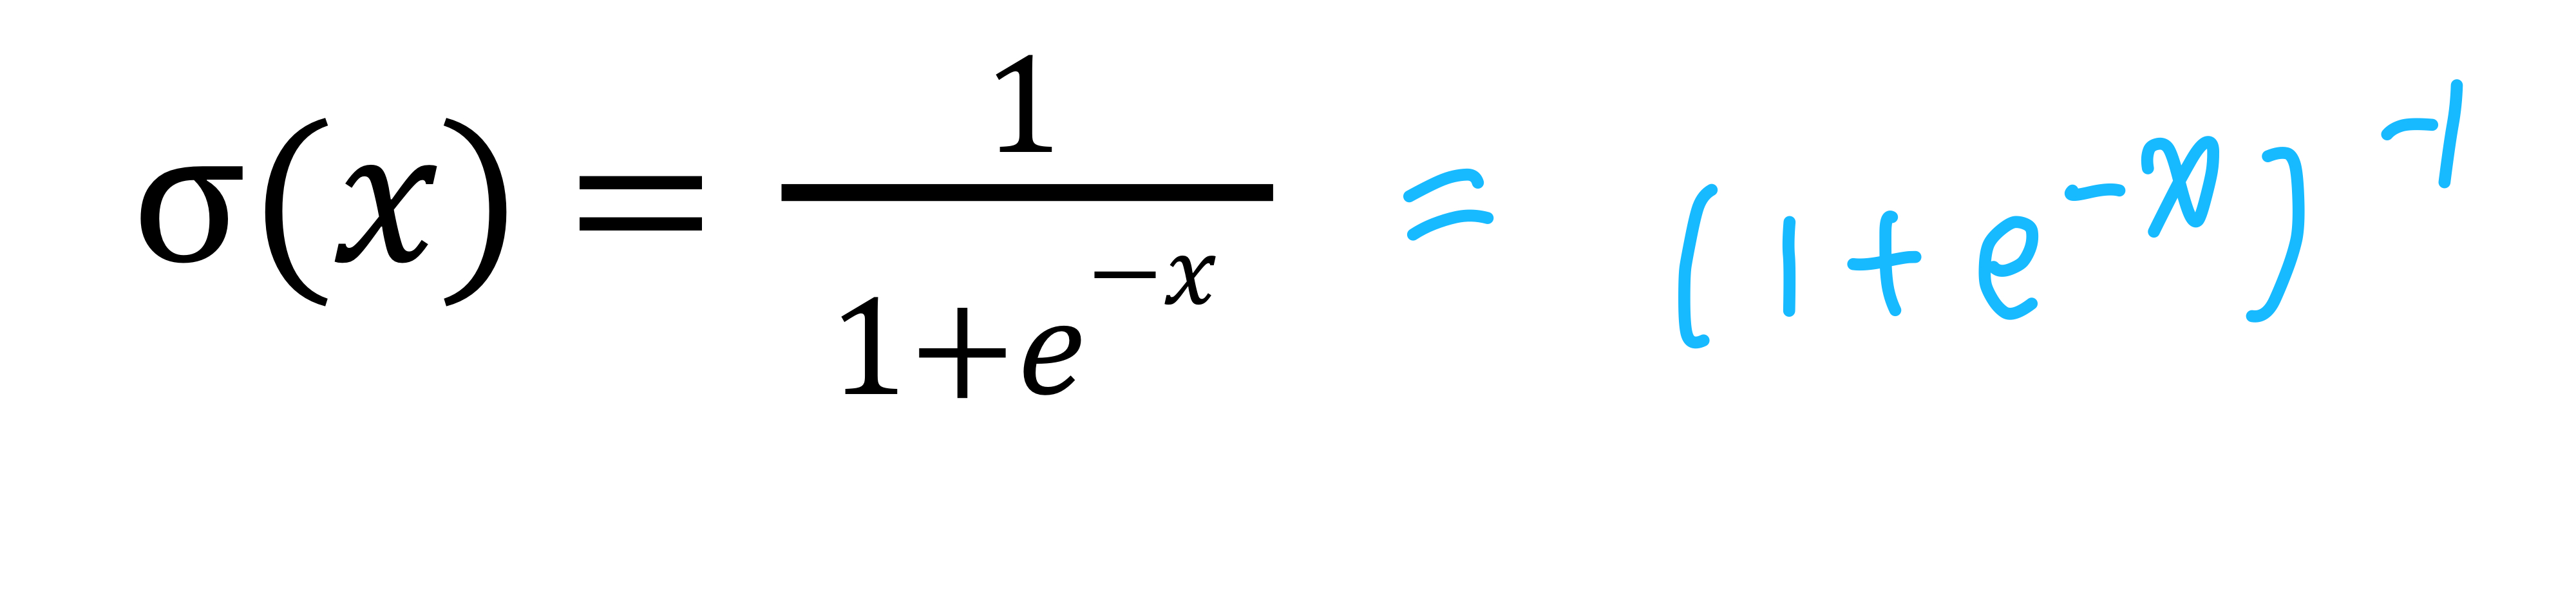 σ(x) = 1/(1+e^{-x}) = (1+e^{-x})^{-1}